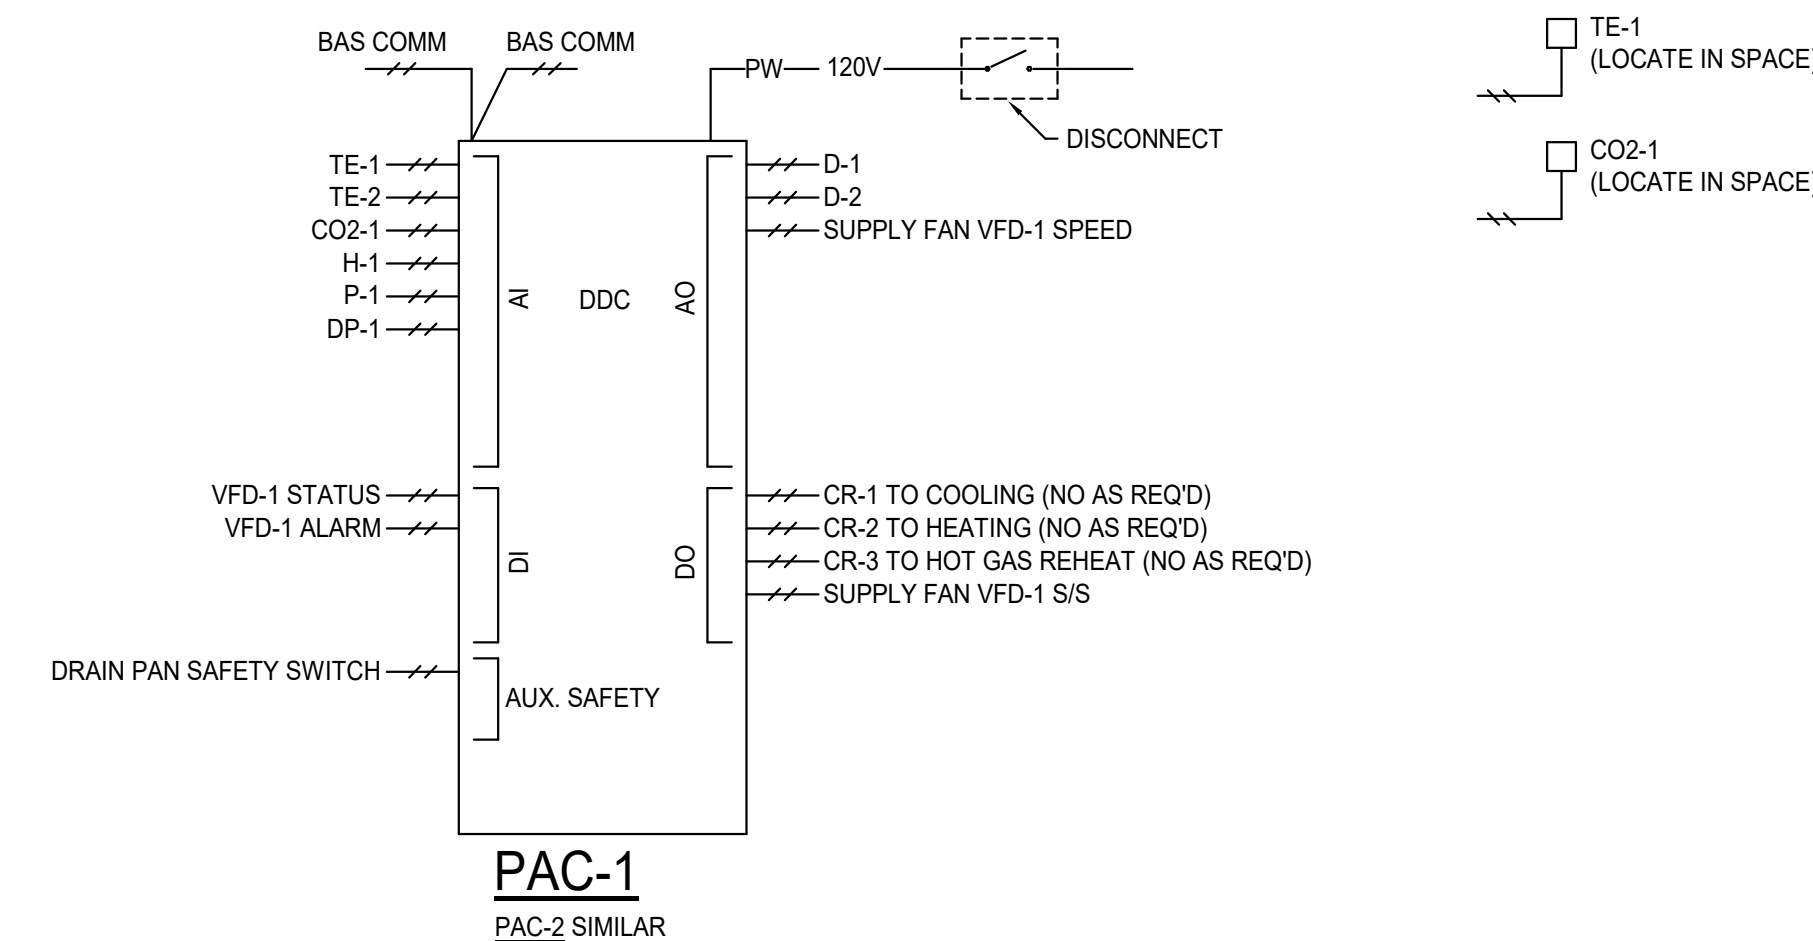 BAS COMM
BAS COMM
PW
120V
DISCONNECT
TE-1
(LOCATE IN SPACE)
CO2-1
(LOCATE IN SPACE)
TE-1
TE-2
CO2-1
H-1
P-1
DP-1
AI
DDC
AO
D-1
D-2
SUPPLY FAN VFD-1 SPEED
VFD-1 STATUS
VFD-1 ALARM
DI
DO
CR-1 TO COOLING (NO AS REQ'D)
CR-2 TO HEATING (NO AS REQ'D)
CR-3 TO HOT GAS REHEAT (NO AS REQ'D)
SUPPLY FAN VFD-1 S/S
DRAIN PAN SAFETY SWITCH
AUX. SAFETY
PAC-1
PAC-2 SIMILAR